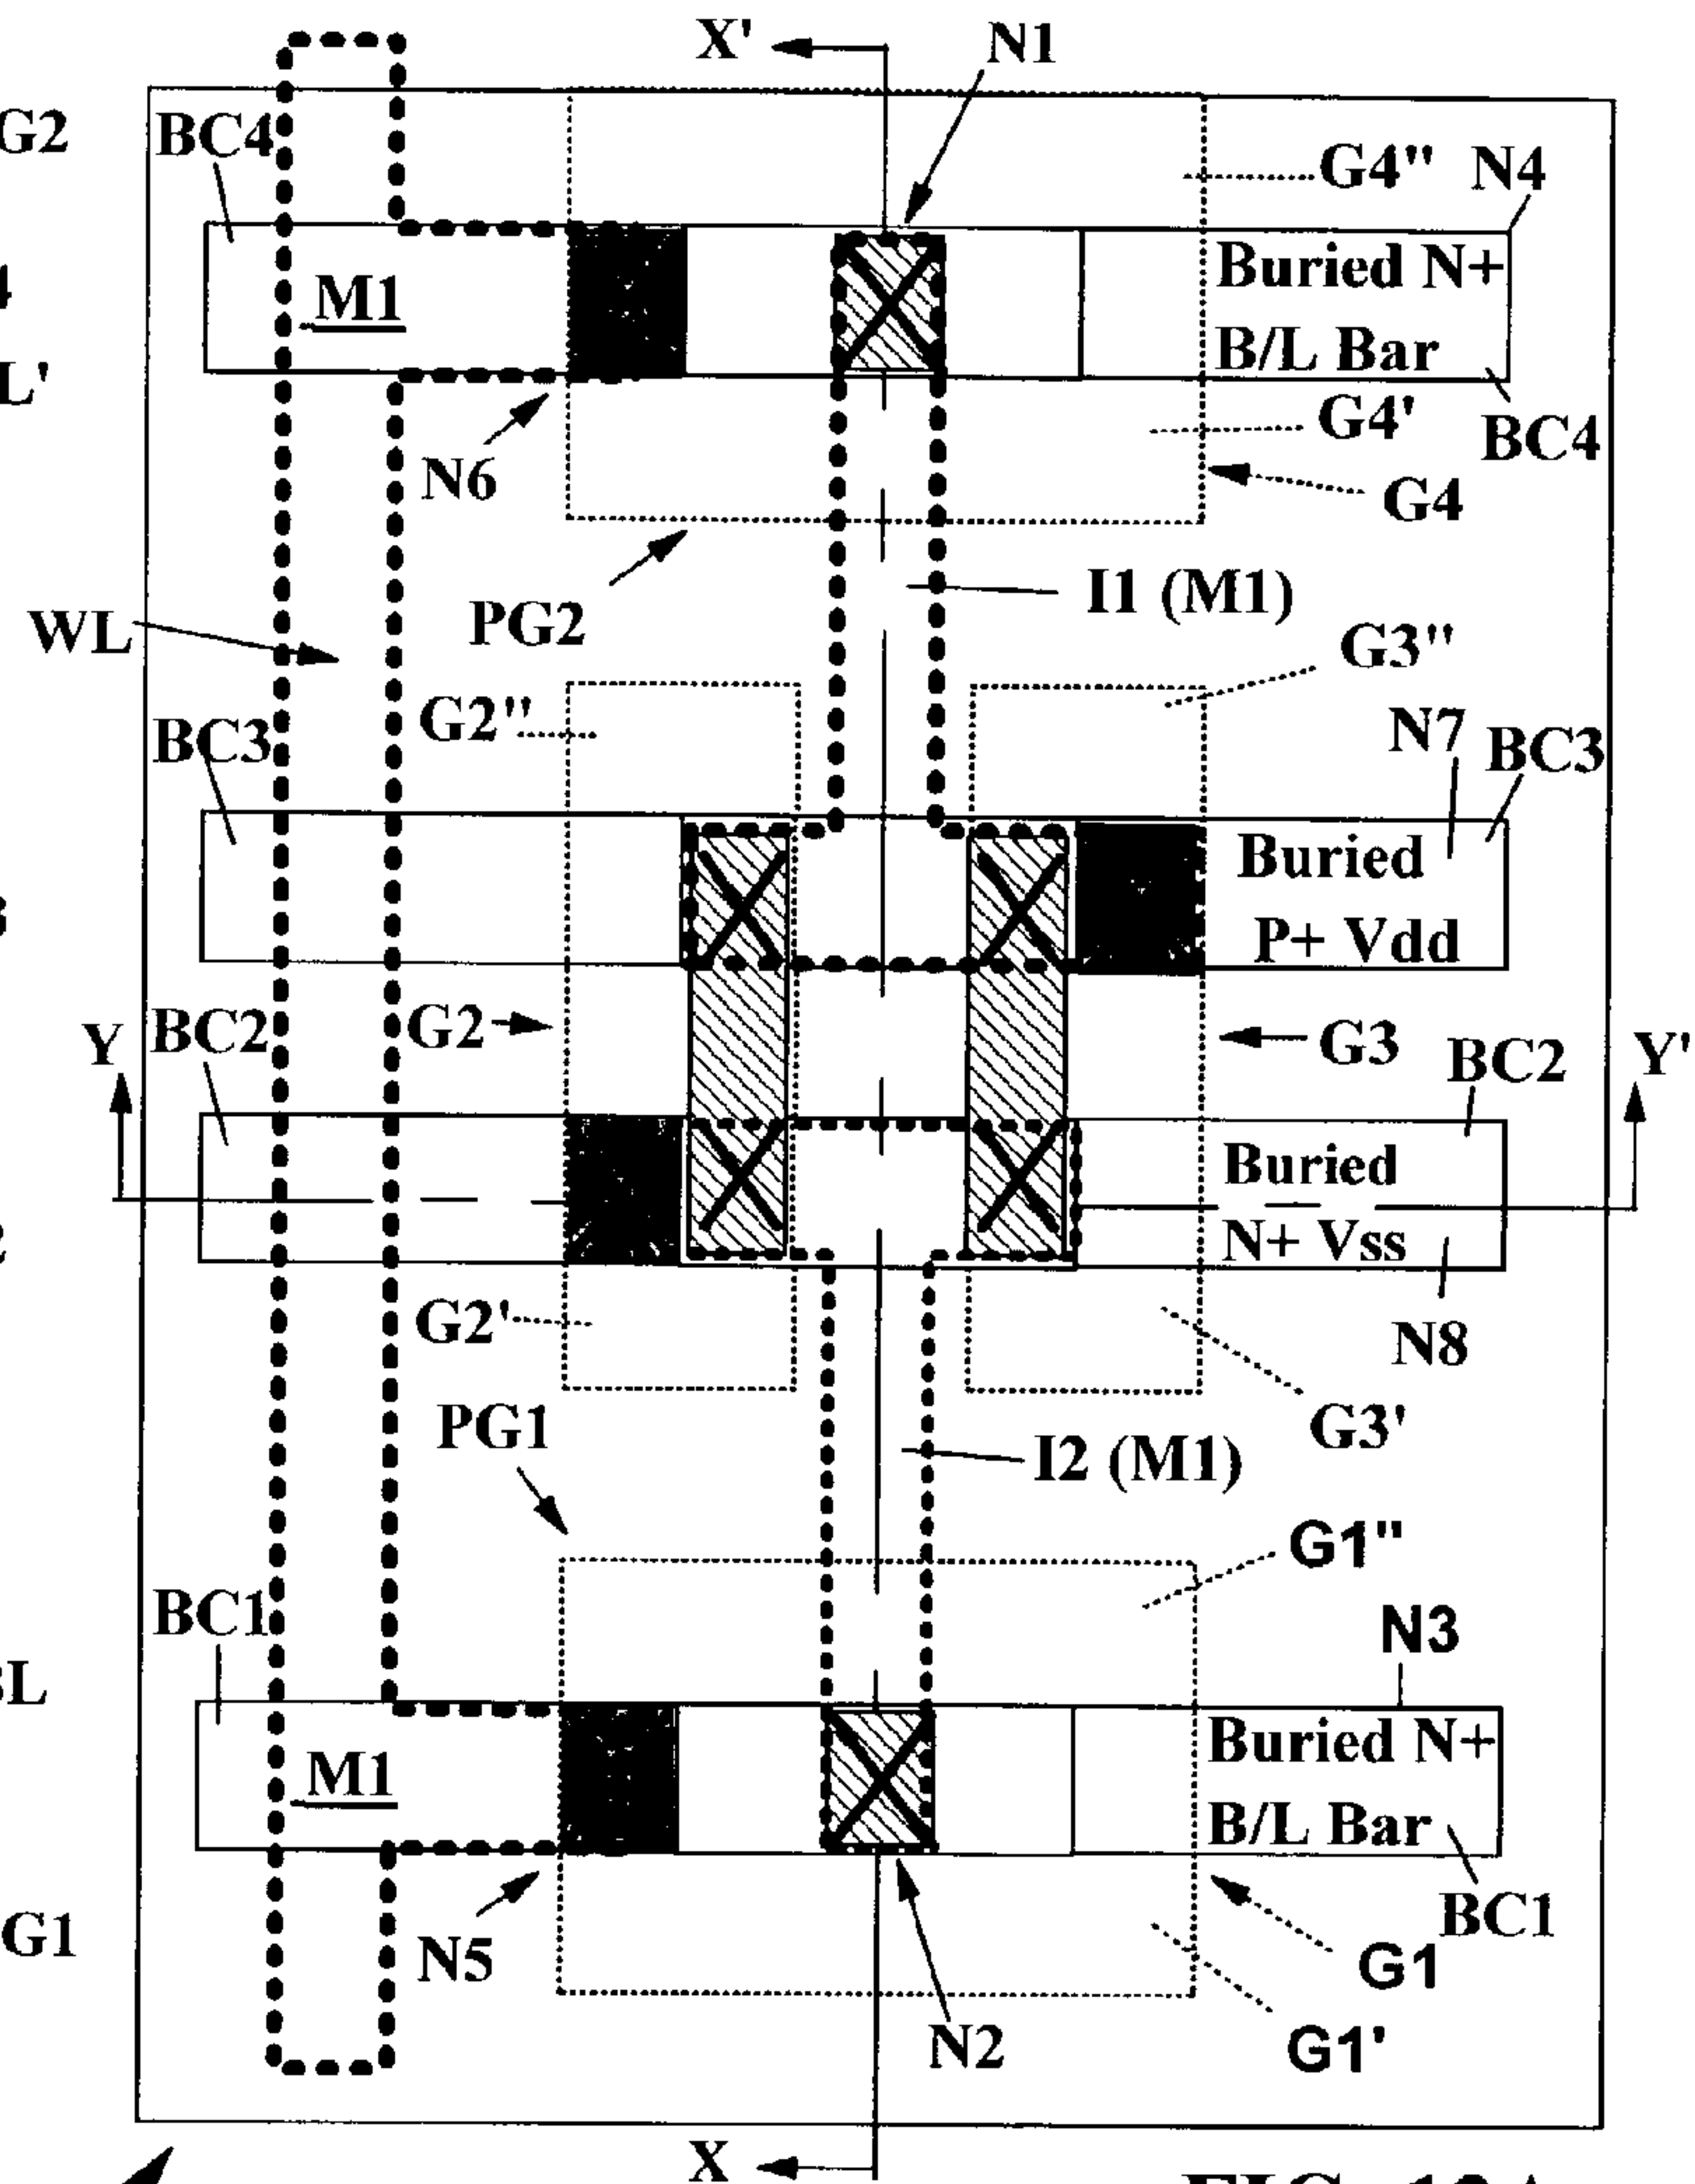 X'
N1
G2
BC4
G4"
N4
M1
Buried N+
B/L Bar
4
L'
G4'
BC4
N6
G4
PG2
I1 (M1)
WL
G3"
G2"
N7
BC3
BC3
Buried
P+ Vdd
G2
G3
BC2
Y
BC2
Y'
Buried
N+ Vss
G2'
N8
PG1
G3'
I2 (M1)
G1"
BC1
N3
L
Buried N+
M1
B/L Bar
G1
N5
BC1
G1
N2
G1'
X